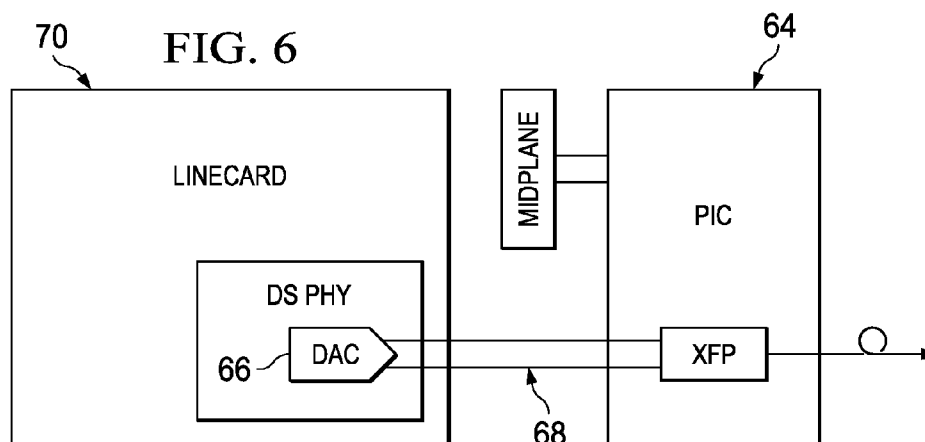 70
FIG. 6
64
LINECARD
MIDPLANE
PIC
DS PHY
66
DAC
XFP
68